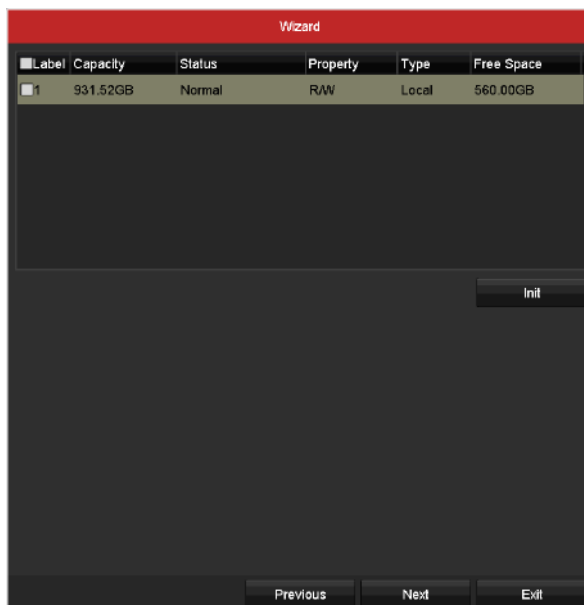 Wizard
Label Capacity Status Property Type Free Space
1 931.52GB Normal R/W Local 560.00GB
Init
Previous Next Exit